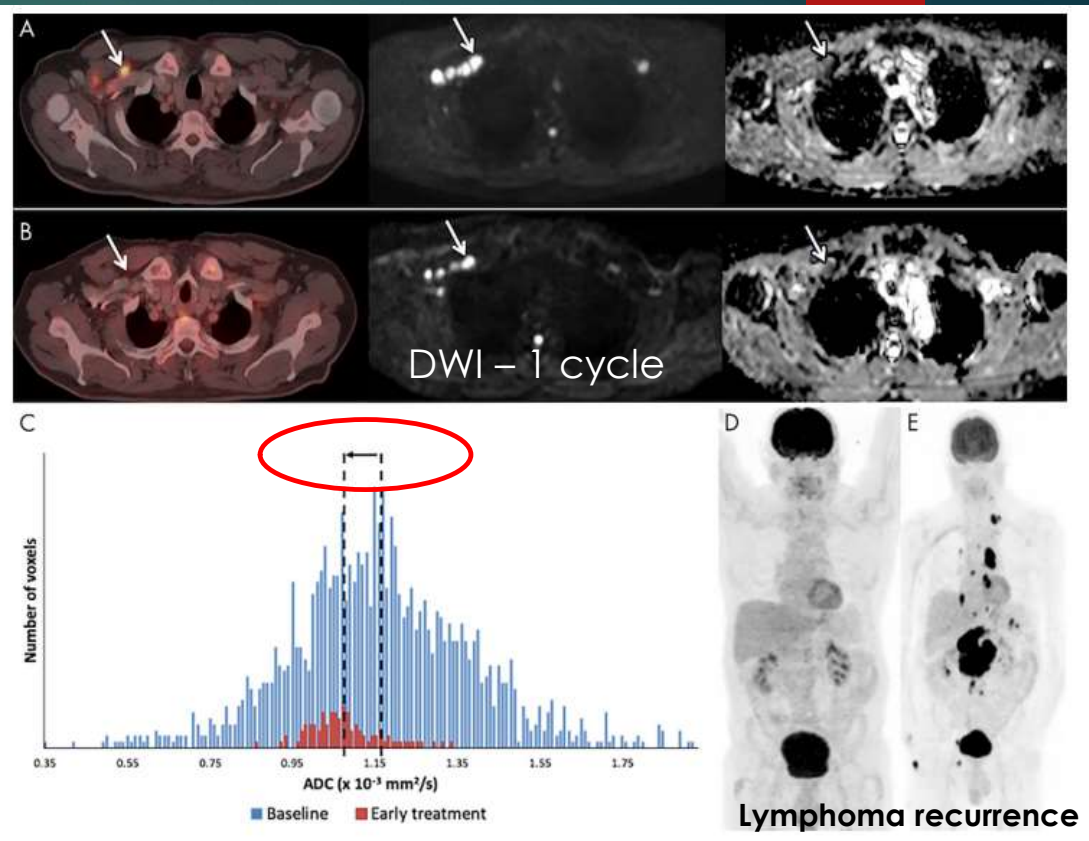 A
B
DWI – 1 cycle
C
D
E
Number of voxels
0.35 0.55 0.75 0.95 1.15 1.35 1.55 1.75
ADC (x 10⁻³ mm²/s)
Baseline Early treatment
Lymphoma recurrence